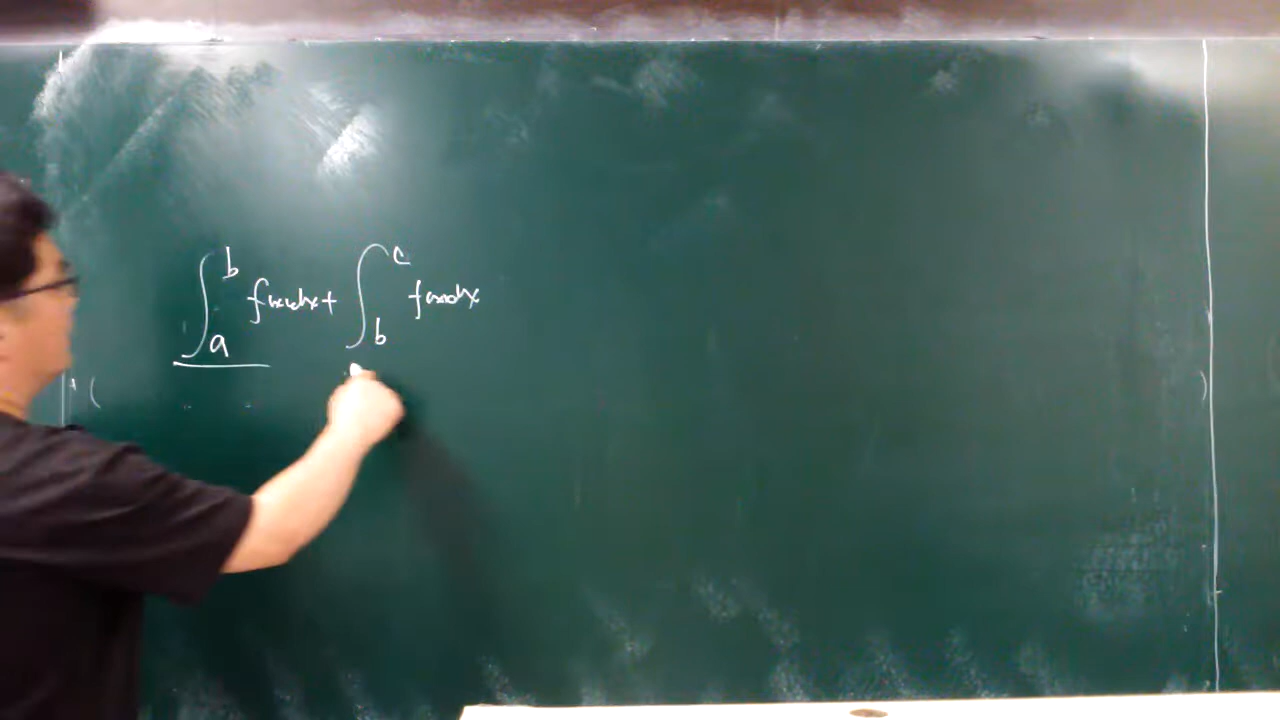 ∫_a^b f(x)dx + ∫_b^c f(x)dx